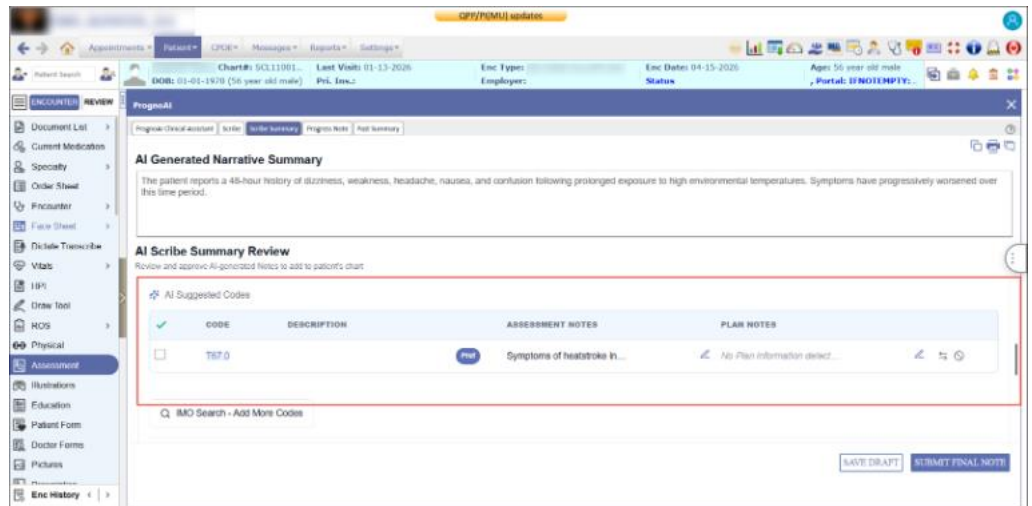 QPP/P[MU] updates
Appointments Patient CPOE Messages Reports Settings
Patient Search
Chart#: SCL11001... Last Visit: 01-13-2026 Enc Type: Enc Date: 04-15-2026 Age: 56 year old male
DOB: 01-01-1970 (56 year old male) Pri. Ins.: Employer: Status , Portal: IFNOTEMPTY:..
ENCOUNTER REVIEW
PrognoAI
Document List
Current Medication
Specialty
Order Sheet
Encounter
Face Sheet
Dictate Transcribe
Vitals
HPI
Draw Tool
ROS
Physical
Assessment
Illustrations
Education
Patient Form
Doctor Forms
Pictures
Enc History
Prognosis Clinical Assistant Scribe Scribe Summary Progress Note Past Summary
AI Generated Narrative Summary
The patient reports a 48-hour history of dizziness, weakness, headache, nausea, and confusion following prolonged exposure to high environmental temperatures. Symptoms have progressively worsened over
this time period.
AI Scribe Summary Review
Review and approve AI-generated Notes to add to patient's chart
AI Suggested Codes
CODE DESCRIPTION ASSESSMENT NOTES PLAN NOTES
T67.0 Symptoms of heatstroke in... No Plan information detect...
IMO Search - Add More Codes
SAVE DRAFT SUBMIT FINAL NOTE